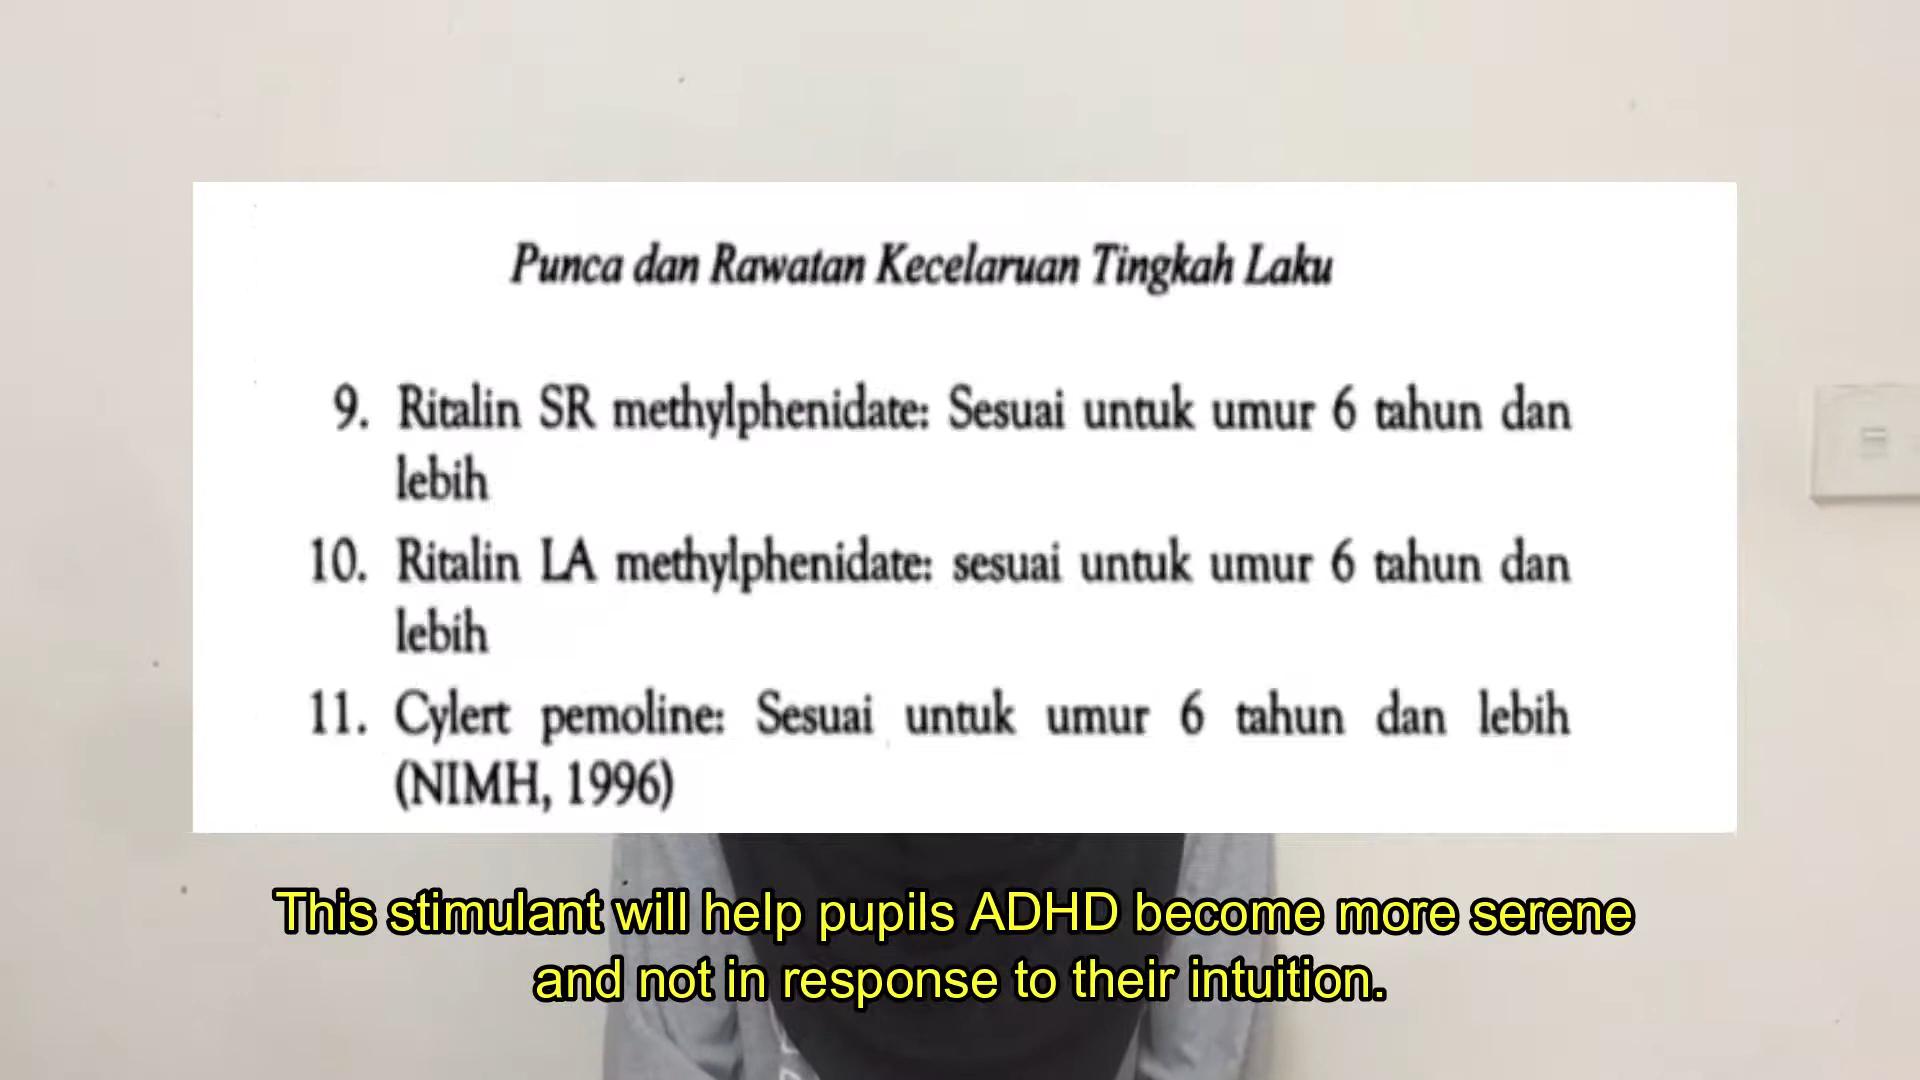 Punca dan Rawatan Kecelaruan Tingkah Laku
9. Ritalin SR methylphenidate: Sesuai untuk umur 6 tahun dan
lebih
10. Ritalin LA methylphenidate: sesuai untuk umur 6 tahun dan
lebih
11. Cylert pemoline: Sesuai untuk umur 6 tahun dan lebih
(NIMH, 1996)
This stimulant will help pupils ADHD become more serene
and not in response to their intuition.